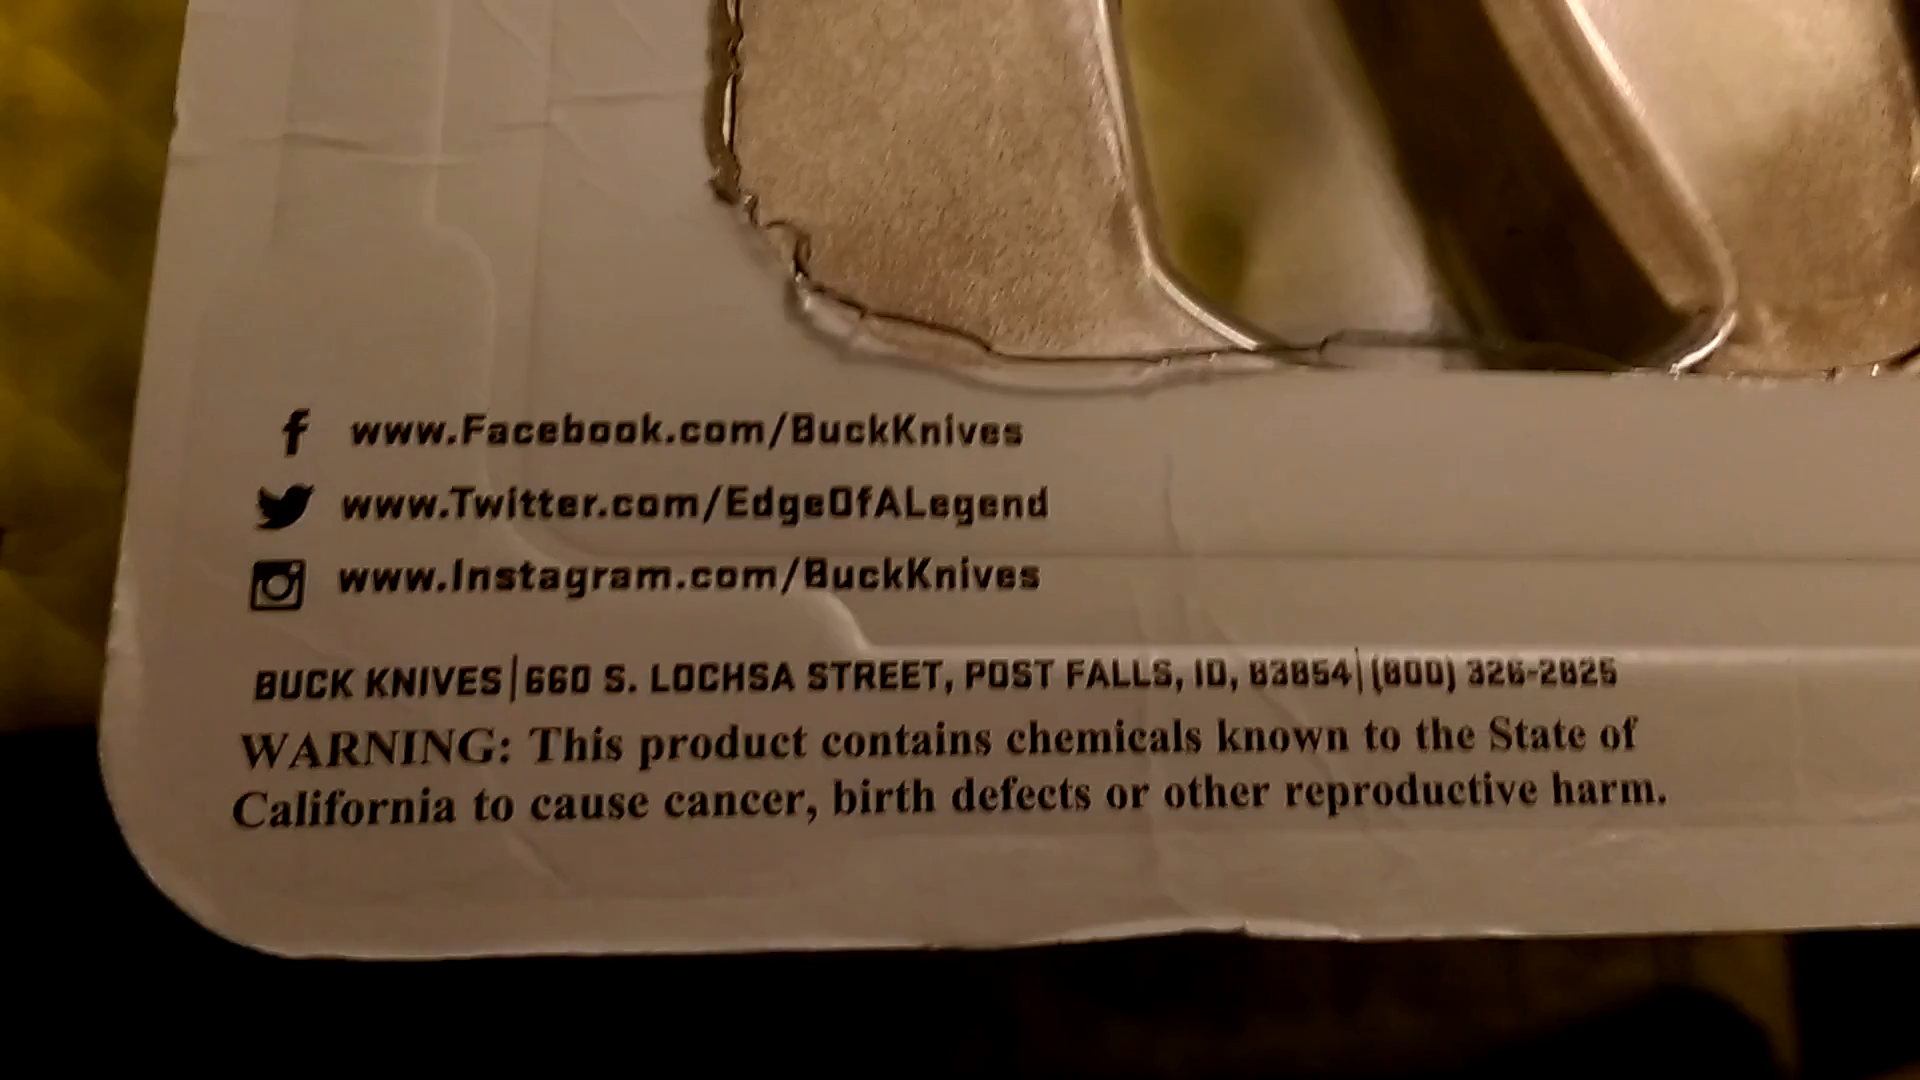 www.Facebook.com/BuckKnives
www.Twitter.com/EdgeOfALegend
www.Instagram.com/BuckKnives
BUCK KNIVES|660 S. LOCHSA STREET, POST FALLS, ID, 83854|(800) 326-2825
WARNING: This product contains chemicals known to the State of
California to cause cancer, birth defects or other reproductive harm.